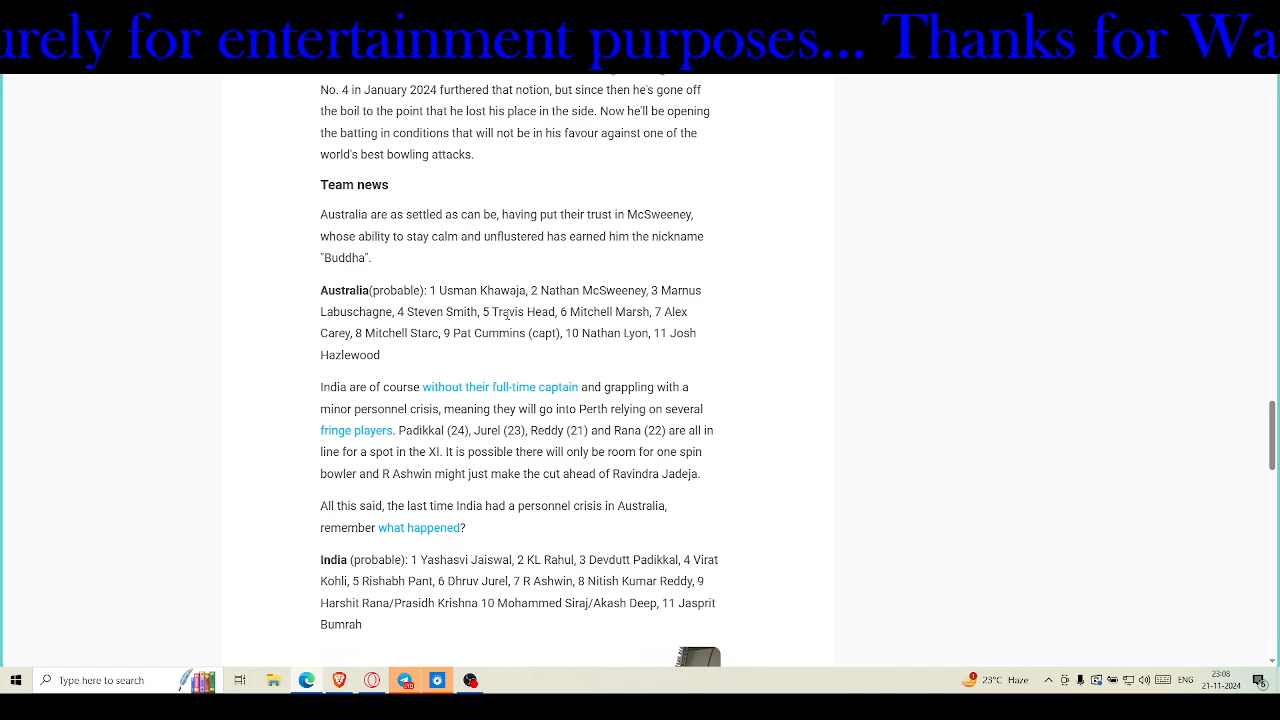 urely for entertainment purposes... Thanks for Wa
No. 4 in January 2024 furthered that notion, but since then he's gone off
the boil to the point that he lost his place in the side. Now he'll be opening
the batting in conditions that will not be in his favour against one of the
world's best bowling attacks.
Team news
Australia are as settled as can be, having put their trust in McSweeney,
whose ability to stay calm and unflustered has earned him the nickname
"Buddha".
Australia(probable): 1 Usman Khawaja, 2 Nathan McSweeney, 3 Marnus
Labuschagne, 4 Steven Smith, 5 Travis Head, 6 Mitchell Marsh, 7 Alex
Carey, 8 Mitchell Starc, 9 Pat Cummins (capt), 10 Nathan Lyon, 11 Josh
Hazlewood
India are of course without their full-time captain and grappling with a
minor personnel crisis, meaning they will go into Perth relying on several
fringe players. Padikkal (24), Jurel (23), Reddy (21) and Rana (22) are all in
line for a spot in the XI. It is possible there will only be room for one spin
bowler and R Ashwin might just make the cut ahead of Ravindra Jadeja.
All this said, the last time India had a personnel crisis in Australia,
remember what happened?
India (probable): 1 Yashasvi Jaiswal, 2 KL Rahul, 3 Devdutt Padikkal, 4 Virat
Kohli, 5 Rishabh Pant, 6 Dhruv Jurel, 7 R Ashwin, 8 Nitish Kumar Reddy, 9
Harshit Rana/Prasidh Krishna 10 Mohammed Siraj/Akash Deep, 11 Jasprit
Bumrah
Type here to search
23°C Haze
ENG
23:08
21-11-2024